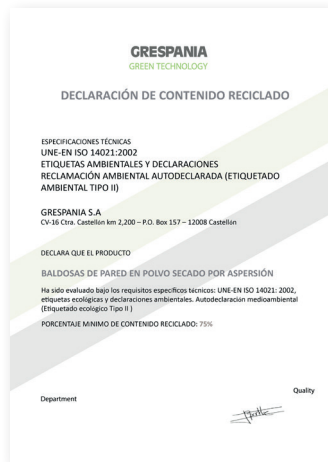 GRESPANIA
GREEN TECHNOLOGY
DECLARACIÓN DE CONTENIDO RECICLADO
ESPECIFICACIONES TÉCNICAS
UNE-EN ISO 14021:2002
ETIQUETAS AMBIENTALES Y DECLARACIONES
RECLAMACIÓN AMBIENTAL AUTODECLARADA (ETIQUETADO
AMBIENTAL TIPO II)
GRESPANIA S.A
CV-16 Ctra. Castellón km 2,200 – P.O. Box 157 – 12008 Castellón
DECLARA QUE EL PRODUCTO
BALDOSAS DE PARED EN POLVO SECADO POR ASPERSIÓN
Ha sido evaluado bajo los requisitos específicos técnicos: UNE-EN ISO 14021: 2002,
etiquetas ecológicas y declaraciones ambientales. Autodeclaración medioambiental
(Etiquetado ecológico Tipo II )
PORCENTAJE MINIMO DE CONTENIDO RECICLADO: 75%
Quality
Department